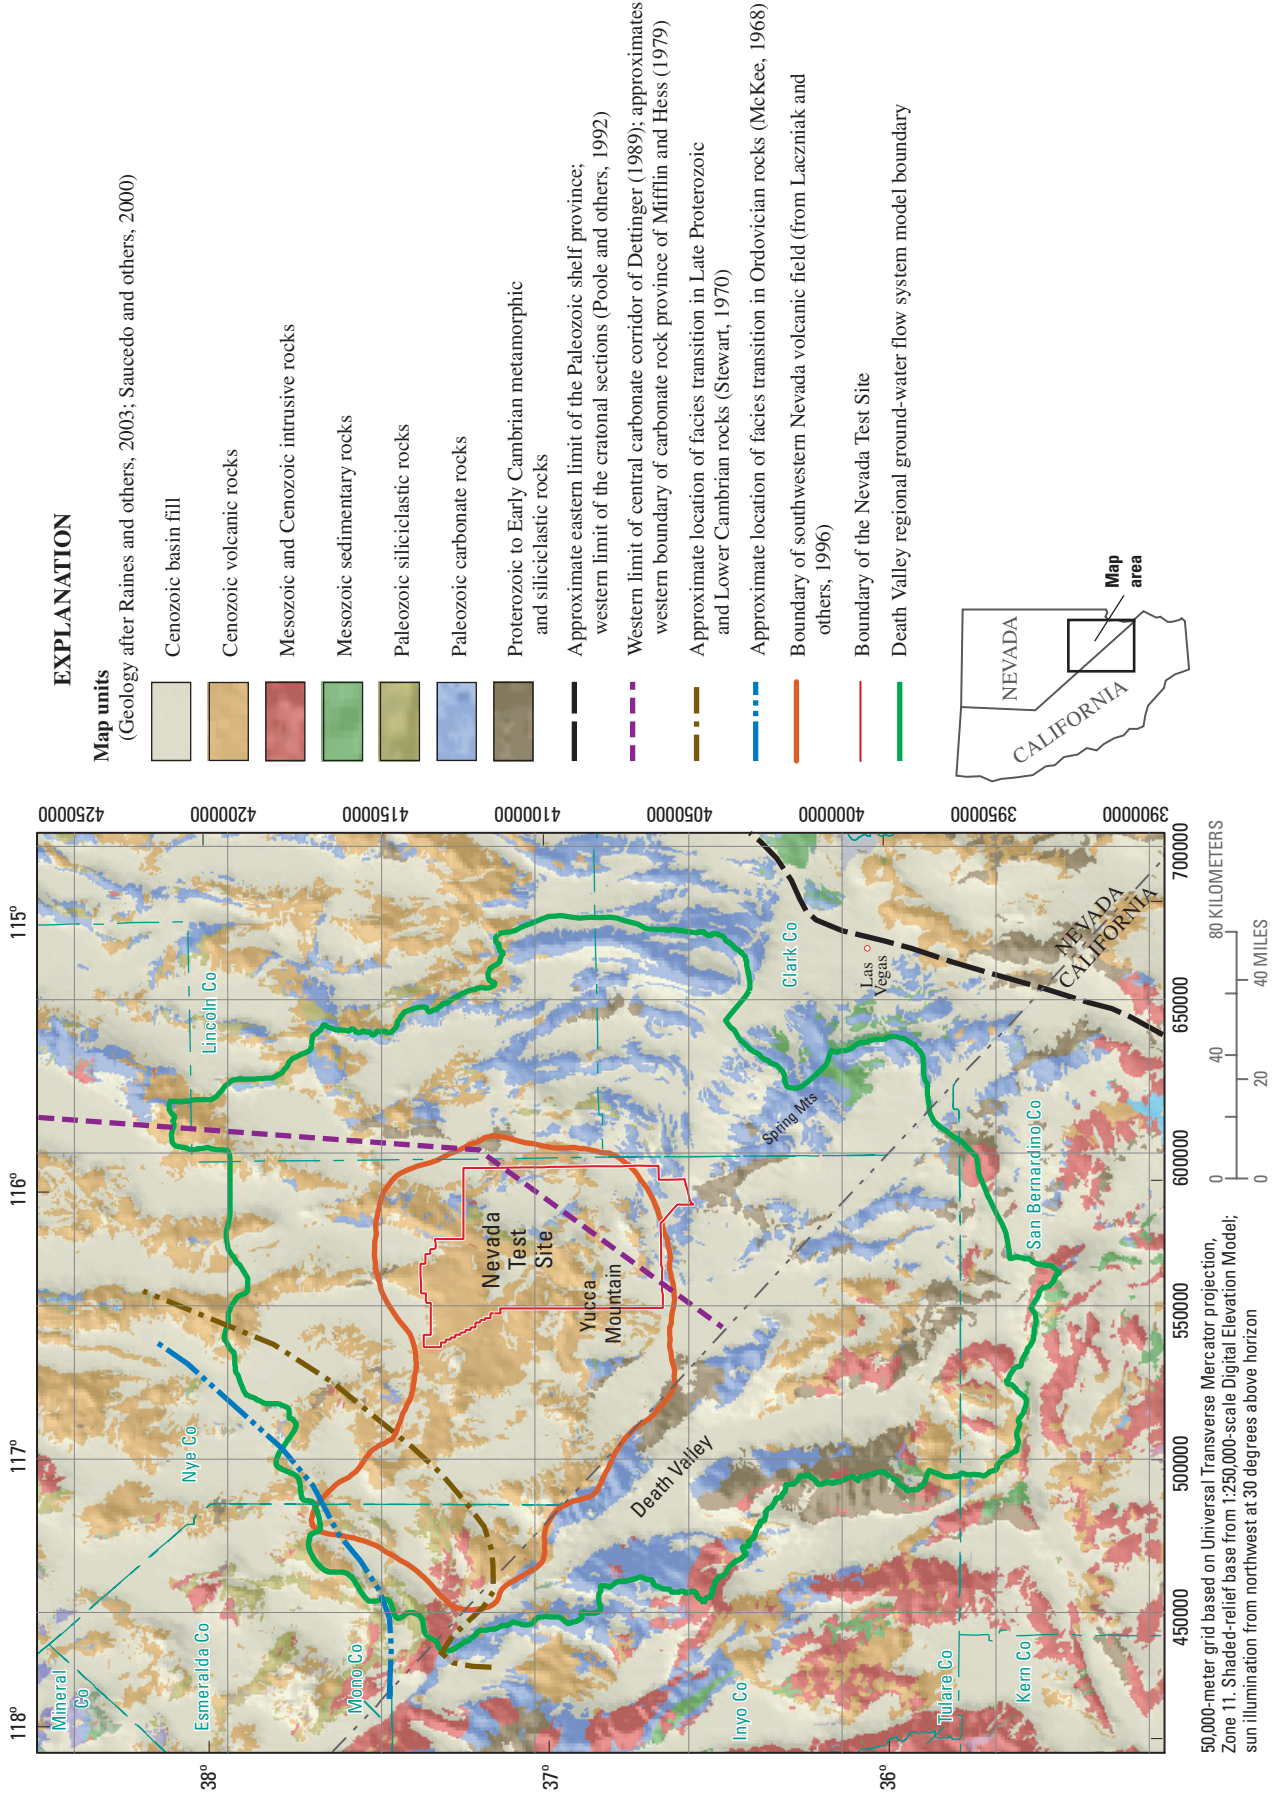 EXPLANATION
Map units
(Geology after Raines and others, 2003; Saucedo and others, 2000)
Cenozoic basin fill
Cenozoic volcanic rocks
Mesozoic and Cenozoic intrusive rocks
Mesozoic sedimentary rocks
Paleozoic siliciclastic rocks
Paleozoic carbonate rocks
Proterozoic to Early Cambrian metamorphic
and siliciclastic rocks
Approximate eastern limit of the Paleozoic shelf province;
western limit of the cratonal sections (Poole and others, 1992)
Western limit of central carbonate corridor of Dettinger (1989); approximates
western boundary of carbonate rock province of Mifflin and Hess (1979)
Approximate location of facies transition in Late Proterozoic
and Lower Cambrian rocks (Stewart, 1970)
Approximate location of facies transition in Ordovician rocks (McKee, 1968)
Boundary of southwestern Nevada volcanic field (from Laczniak and
others, 1996)
Boundary of the Nevada Test Site
Death Valley regional ground-water flow system model boundary
NEVADA
CALIFORNIA
Map
area
118°
117°
116°
115°
38°
37°
36°
4250000
4200000
4150000
4100000
4050000
4000000
3950000
3900000
450000
500000
550000
600000
650000
700000
Mineral
Co
Esmeralda Co
Mono Co
Nye Co
Lincoln Co
Clark Co
Inyo Co
Tulare Co
Kern Co
San Bernardino Co
Nevada
Test
Site
Yucca
Mountain
Death Valley
Spring Mts
Las
Vegas
NEVADA
CALIFORNIA
50,000-meter grid based on Universal Transverse Mercator projection,
Zone 11. Shaded-relief base from 1:250,000-scale Digital Elevation Model;
sun illumination from northwest at 30 degrees above horizon
0 40 80 KILOMETERS
0 20 40 MILES